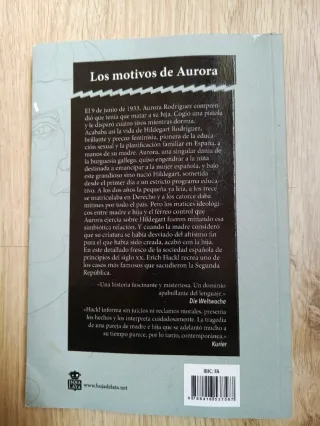 Los motivos de Aurora
El 9 de junio de 1933, Aurora Rodríguez compren-
dió que tenía que matar a su hija. Cogió una pistola
y le disparó cuatro tiros mientras dormía.
Acababa así la vida de Hildegart Rodríguez,
brillante y precoz feminista, pionera de la educa-
ción sexual y la planificación familiar en España, a
manos de su madre. Aurora, una singular dama de
la burguesía gallega, quiso engendrar a la niña
destinada a emancipar a la mujer española, y bajo
este grandioso sino nació Hildegart, sometida
desde el primer día a un estricto programa educa-
tivo. A los dos años la pequeña ya leía, a los trece
se matriculaba en Derecho y a los catorce daba
mítines por todo el país. Pero los matices ideológi-
cos entre madre e hija y el férreo control que
Aurora ejercía sobre Hildegart fueron minando esa
simbiótica relación. Y cuando la madre consideró
que su criatura se había desviado del altísimo fin
para el que había sido creada, acabó con la hija.
En este detallado fresco de la sociedad española de
principios del siglo XX, Erich Hackl recrea uno de
los casos más famosos que sacudieron la Segunda
República.
«Una historia fascinante y misteriosa. Un dominio
apabullante del lenguaje.»
Die Weltwoche
«Hackl informa sin juicios ni reclamos morales, presenta
los hechos y los interpreta cuidadosamente. La tragedia
de una pareja de madre e hija que se adelantó mucho a
su tiempo parece, por lo tanto, contemporánea.»
Kurier
IBIC: FA
www.hojadelata.net